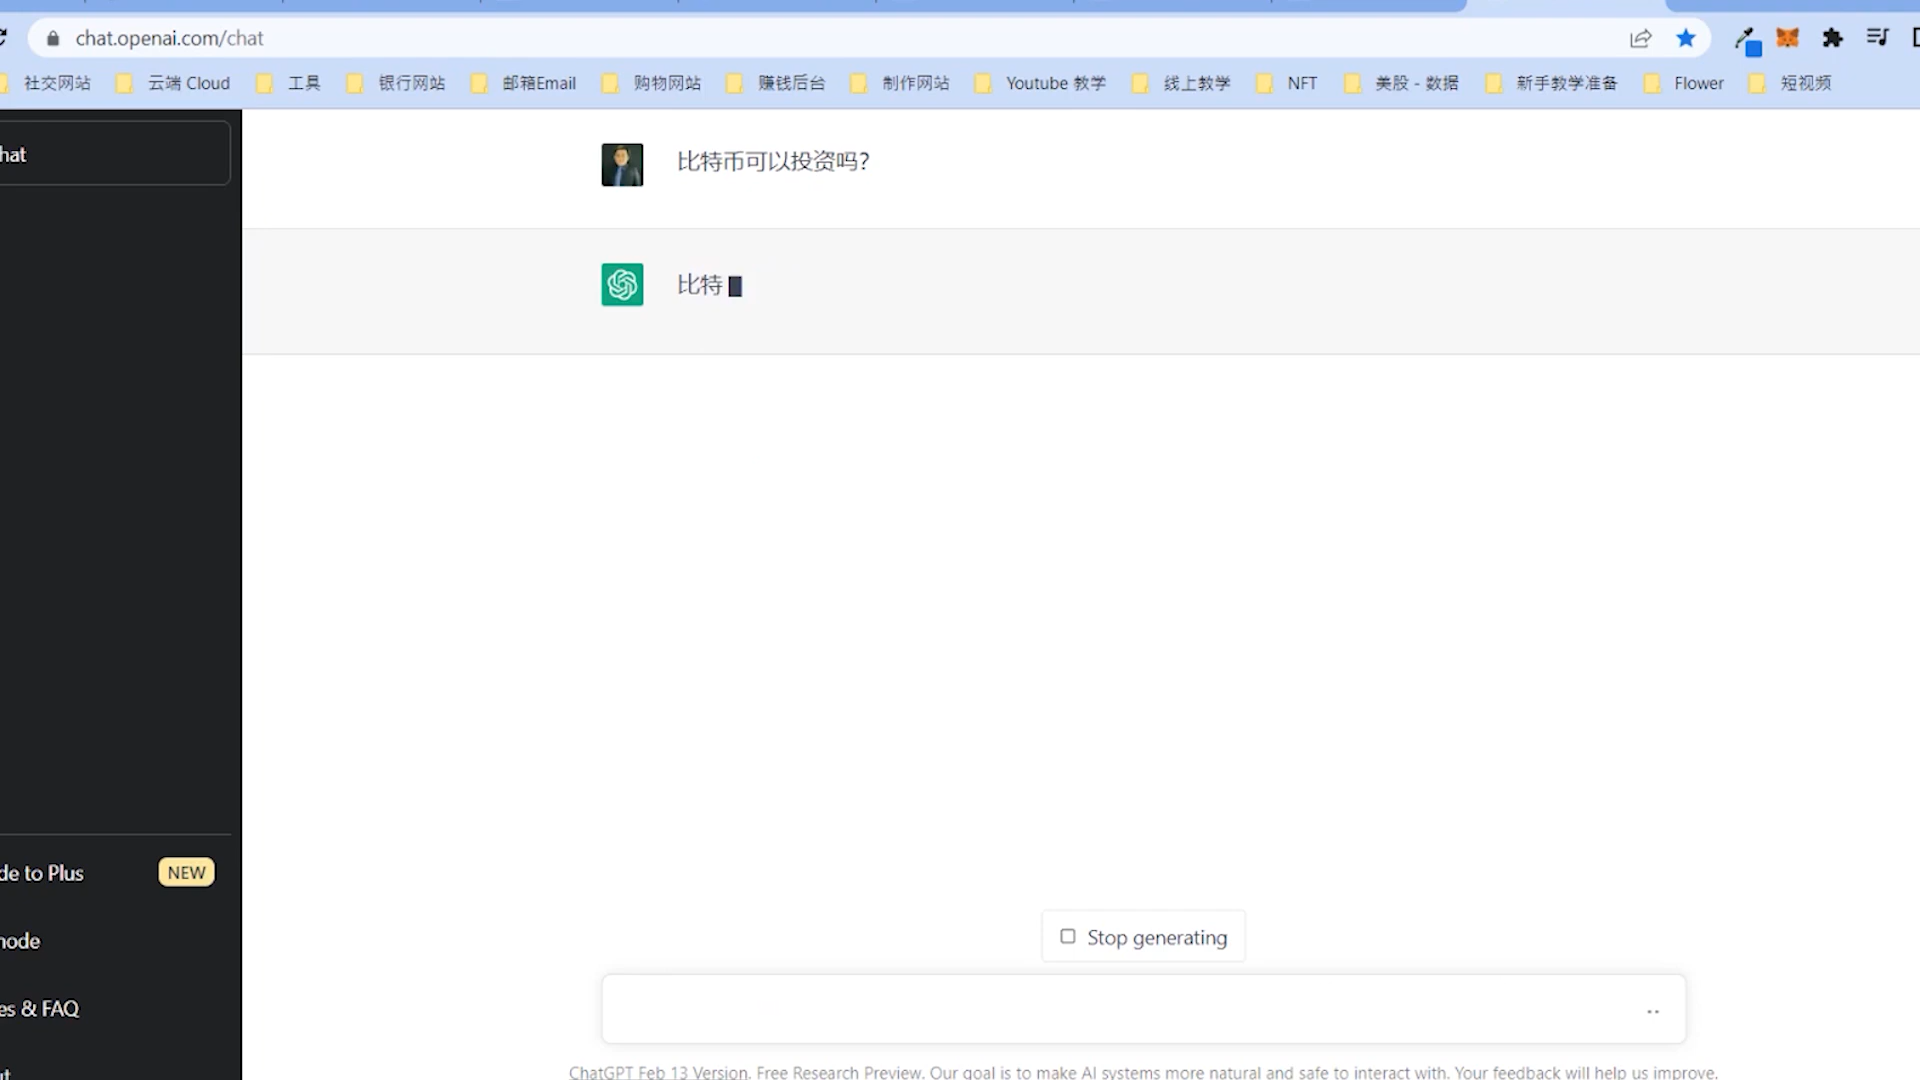 chat.openai.com/chat
社交网站 云端 Cloud 工具 银行网站 邮箱Email 购物网站 赚钱后台 制作网站 Youtube 教学 线上教学 NFT 美股 - 数据 新手教学准备 Flower 短视频
hat
比特币可以投资吗?
比特
de to Plus NEW
Stop generating
node
es & FAQ
ChatGPT Feb 13 Version. Free Research Preview. Our goal is to make AI systems more natural and safe to interact with. Your feedback will help us improve.